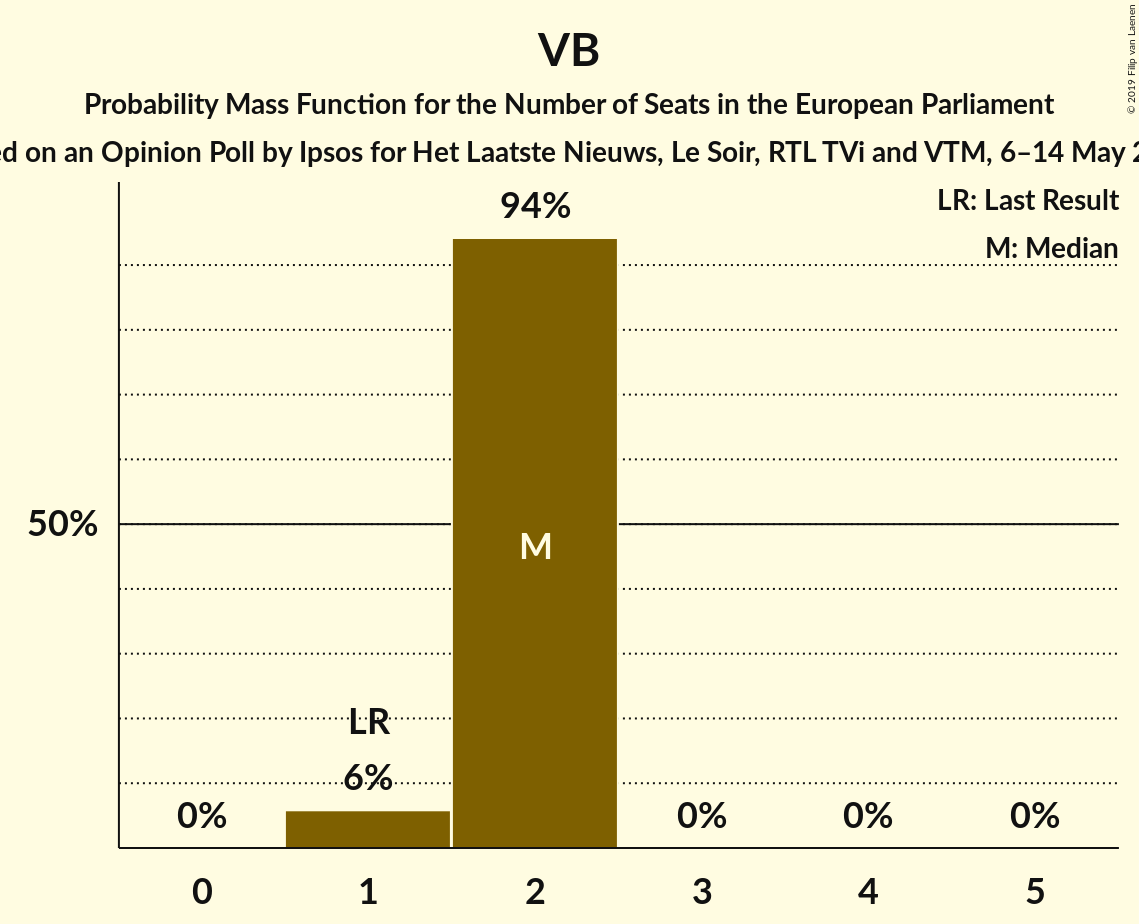 VB
Probability Mass Function for the Number of Seats in the European Parliament
on an Opinion Poll by Ipsos for Het Laatste Nieuws, Le Soir, RTL TVi and VTM, 6–14 May
© 2019 Filip van Laenen
LR: Last Result
M: Median
94%
50%
M
LR
6%
0%
0%
0%
0%
0
1
2
3
4
5